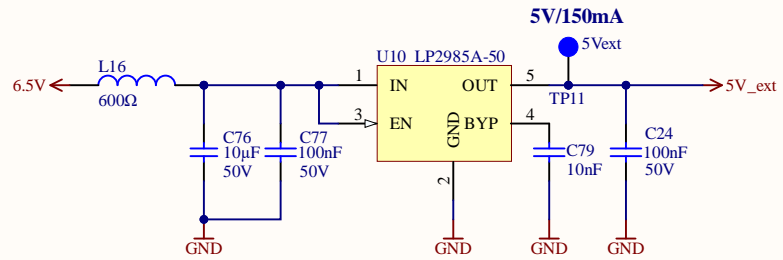 5V/150mA
5Vext
U10 LP2985A-50
L16
6.5V
600Ω
1
IN
OUT
5
TP11
5V_ext
3
EN
BYP
4
GND
2
C76
10µF
50V
C77
100nF
50V
C79
10nF
C24
100nF
50V
GND
GND
GND
GND